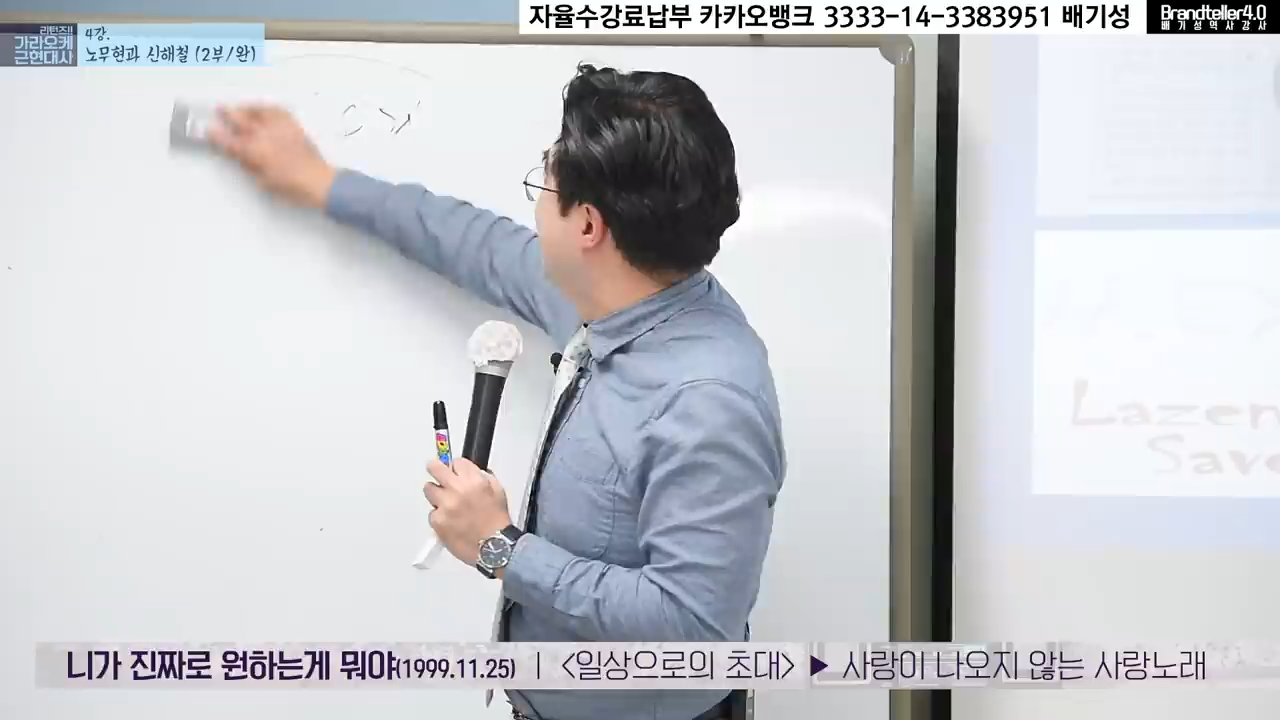 자율수강료납부 카카오뱅크 3333-14-3383951 배기성
Brandteller4.0
배기성역사강사
리턴즈!!
가라오케
근현대사
4강.
노무현과 신해철 (2부/완)
Lazen
Save
니가 진짜로 원하는게 뭐야(1999.11.25) | <일상으로의 초대> ▶ 사랑이 나오지 않는 사랑노래